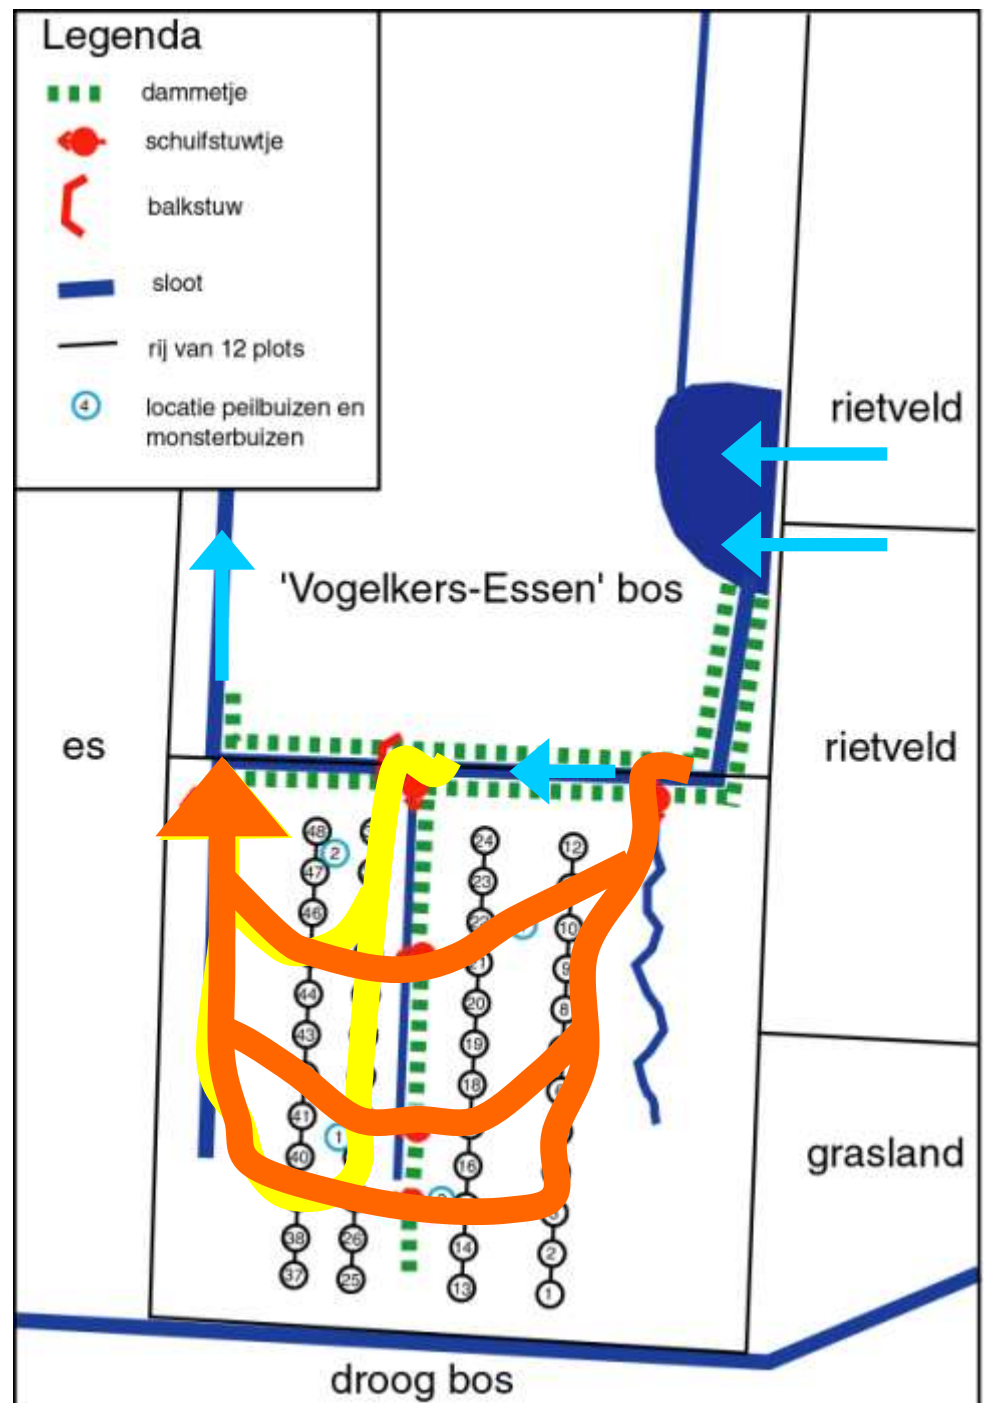 Legenda
dammetje
schuifstuwtje
balkstuw
sloot
rij van 12 plots
4
locatie peilbuizen en
monsterbuizen
rietveld
'Vogelkers-Essen' bos
es
rietveld
48
2
24
12
47
23
46
10
9
44
20
8
43
19
18
41
1
40
16
38
26
14
2
37
25
13
1
grasland
droog bos